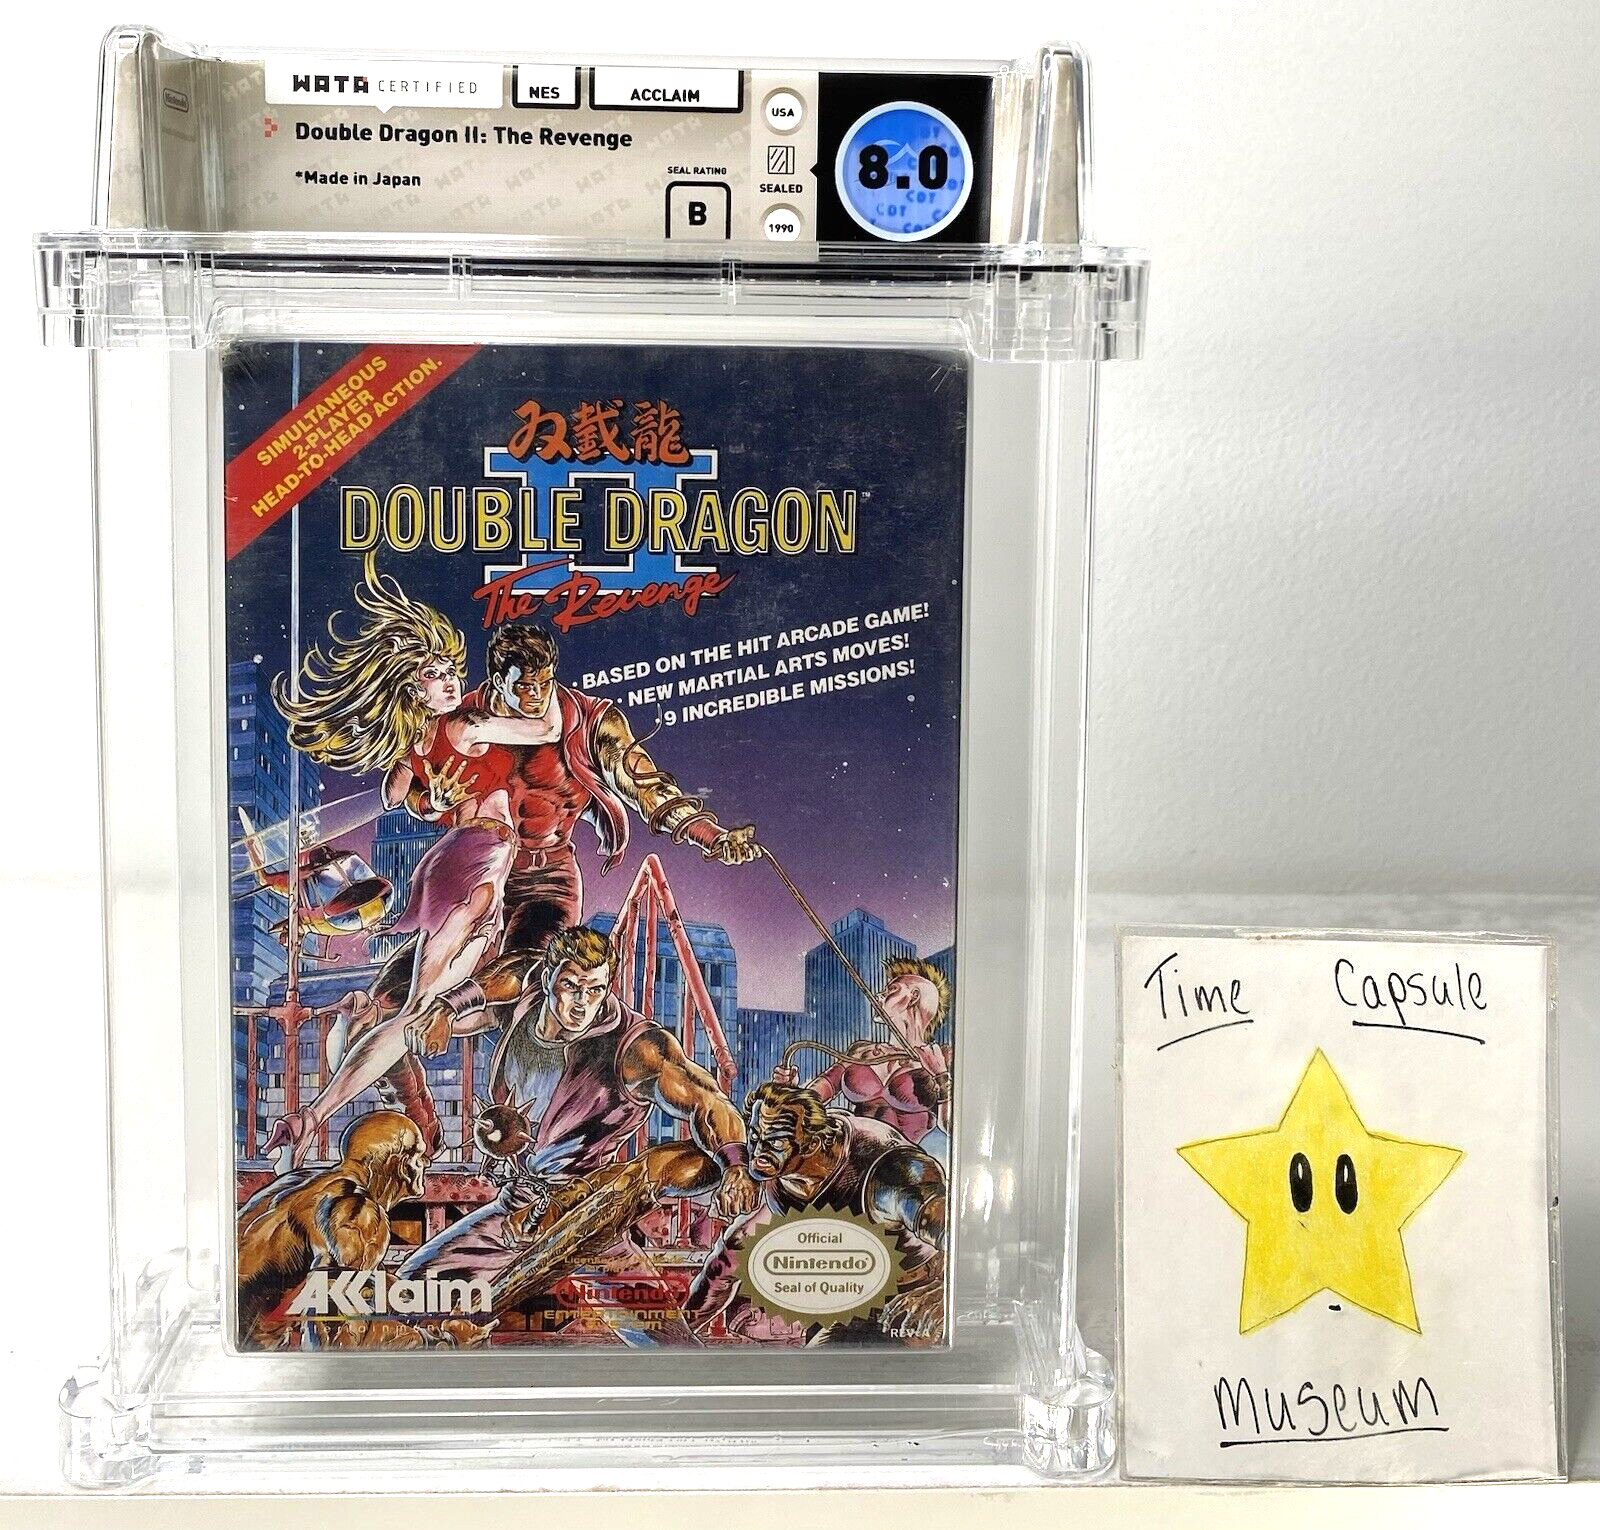 WATA CERTIFIED
NES
ACCLAIM
Double Dragon II: The Revenge
*Made in Japan
SEAL RATING
B
USA
SEALED
1990
8.0
Nintendo
SIMULTANEOUS
2-PLAYER
HEAD-TO-HEAD ACTION.
双截龍
II
DOUBLE DRAGON™
The Revenge
· BASED ON THE HIT ARCADE GAME!
· NEW MARTIAL ARTS MOVES!
· 9 INCREDIBLE MISSIONS!
Official
Nintendo
Seal of Quality
AKKlaim
Nintendo
ENTERTAINMENT
SYSTEM
REV-A
Time Capsule
Museum